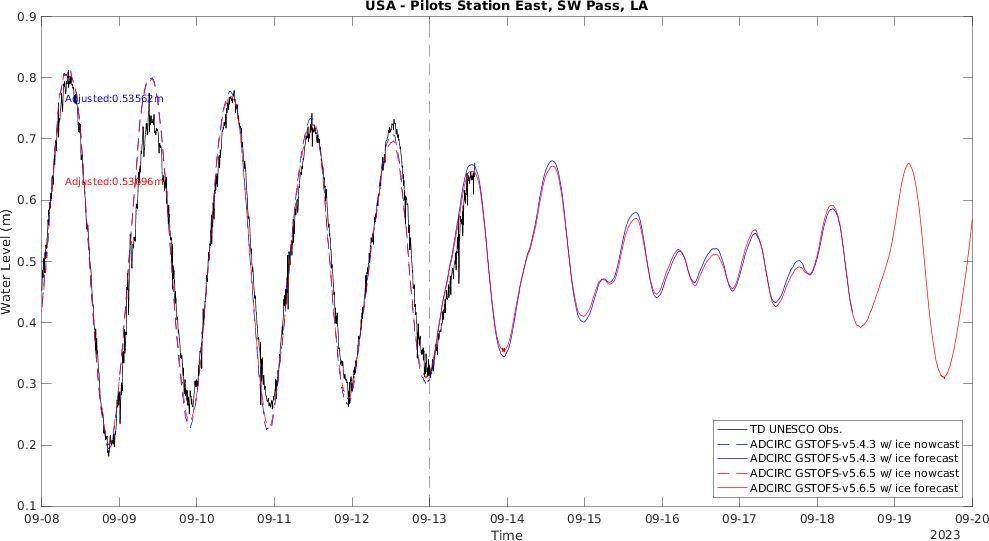 USA - Pilots Station East, SW Pass, LA
0.9
0.8
0.7
0.6
0.5
0.4
0.3
0.2
0.1
Water Level (m)
Adjusted:0.53562m
Adjusted:0.53696m
TD UNESCO Obs.
ADCIRC GSTOFS-v5.4.3 w/ ice nowcast
ADCIRC GSTOFS-v5.4.3 w/ ice forecast
ADCIRC GSTOFS-v5.6.5 w/ ice nowcast
ADCIRC GSTOFS-v5.6.5 w/ ice forecast
09-08 09-09 09-10 09-11 09-12 09-13 09-14 09-15 09-16 09-17 09-18 09-19 09-20
Time 2023